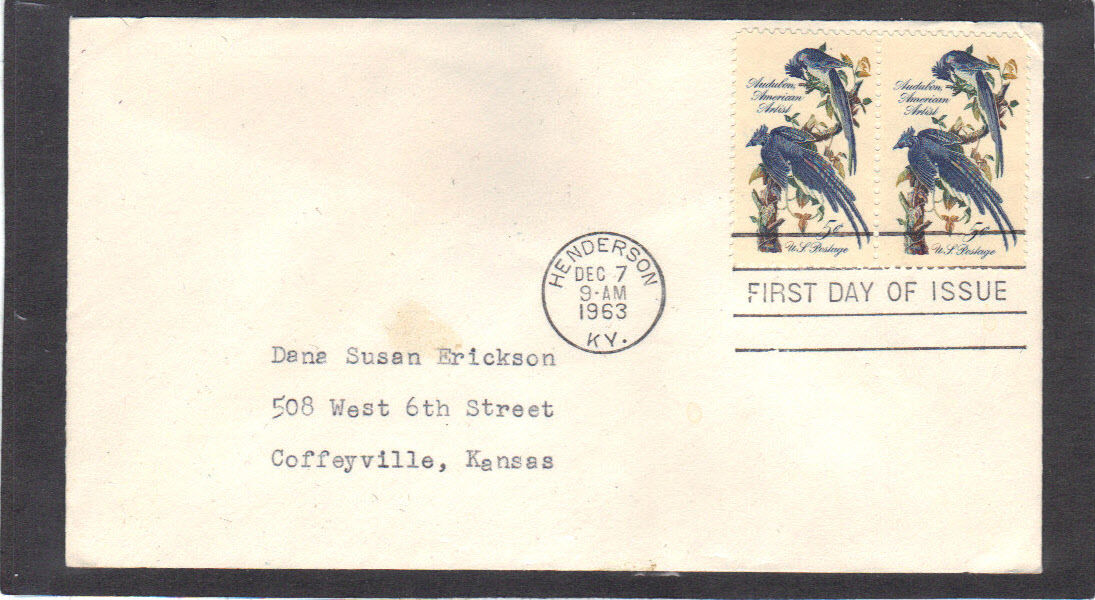 Audubon,
American
Artist
5¢
U.S. Postage
Audubon,
American
Artist
5¢
U.S. Postage
HENDERSON
DEC 7
9-AM
1963
KY.
FIRST DAY OF ISSUE
Dana Susan Erickson
508 West 6th Street
Coffeyville, Kansas